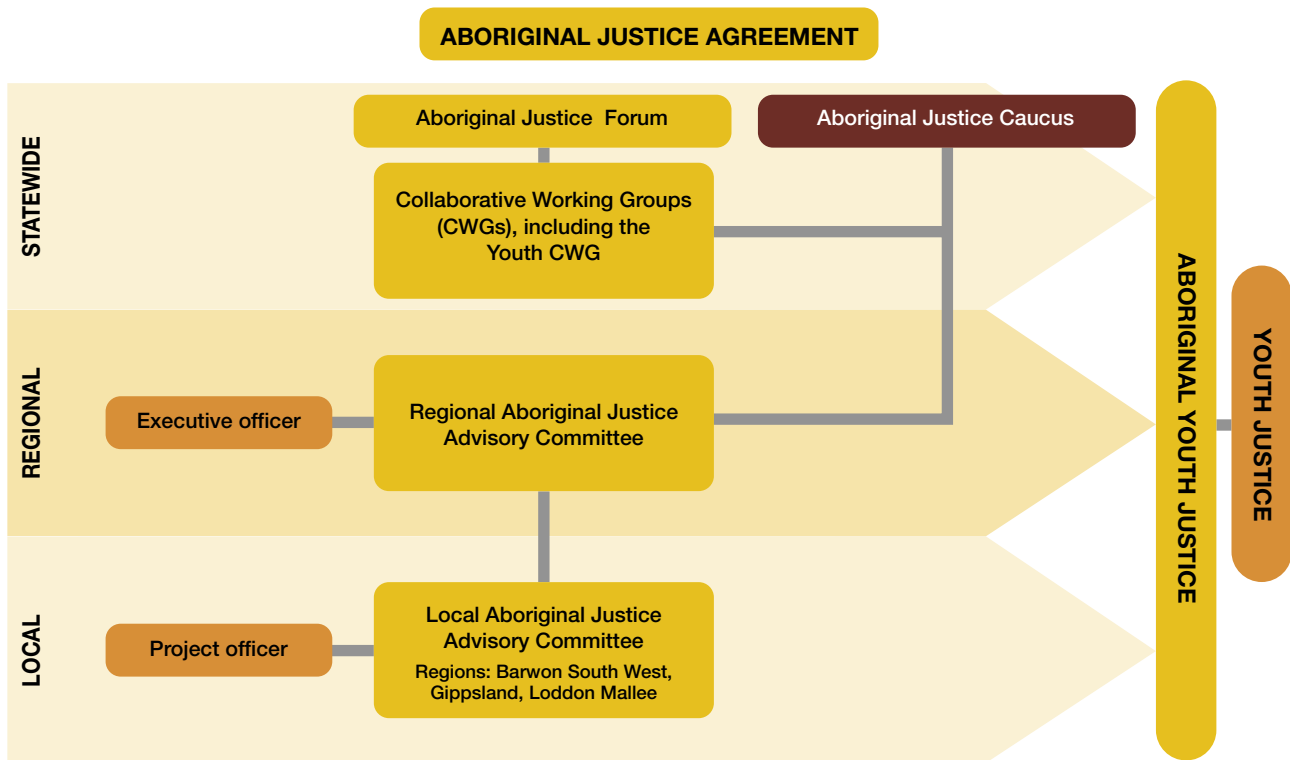 ABORIGINAL JUSTICE AGREEMENT
STATEWIDE
Aboriginal Justice Forum
Aboriginal Justice Caucus
Collaborative Working Groups
(CWGs), including the
Youth CWG
REGIONAL
Executive officer
Regional Aboriginal Justice
Advisory Committee
LOCAL
Project officer
Local Aboriginal Justice
Advisory Committee
Regions: Barwon South West,
Gippsland, Loddon Mallee
ABORIGINAL YOUTH JUSTICE
YOUTH JUSTICE